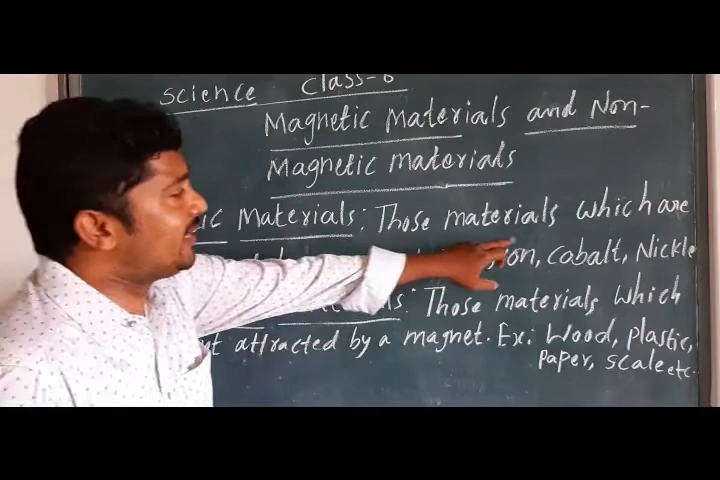 Science Class-6
Magnetic Materials and Non-
Magnetic materials
Materials: Those materials which are
Cobalt, Nickle
: Those materials which
attracted by a magnet. Ex: Wood, plastic,
paper, scale etc.